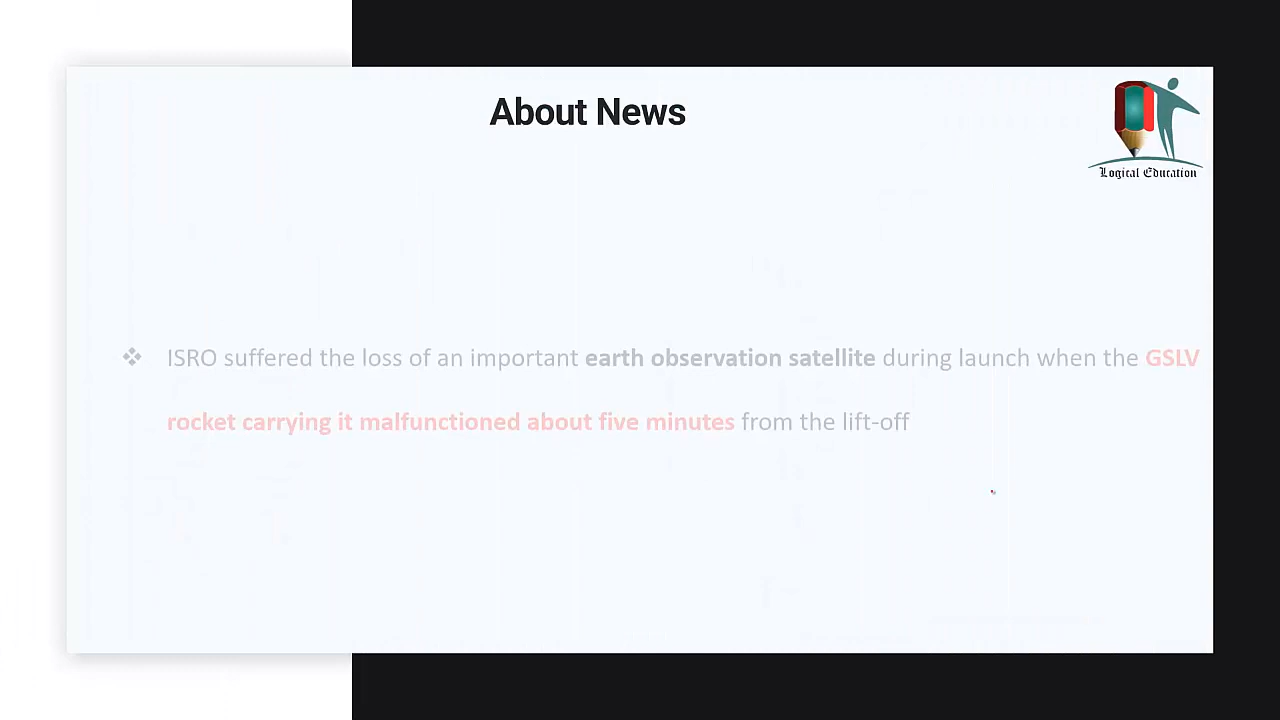 About News
Logical Education
❖ ISRO suffered the loss of an important earth observation satellite during launch when the GSLV
rocket carrying it malfunctioned about five minutes from the lift-off